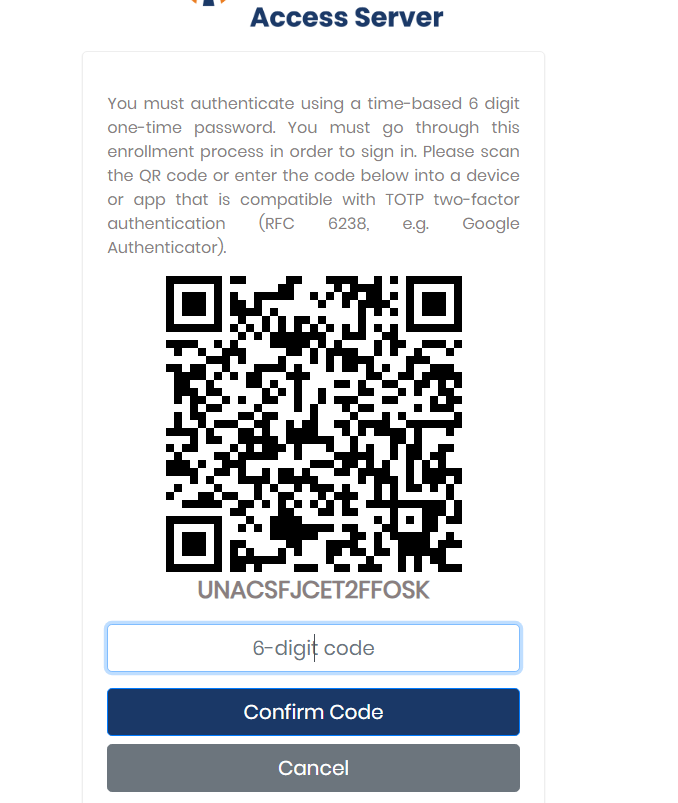 Access Server
You must authenticate using a time-based 6 digit
one-time password. You must go through this
enrollment process in order to sign in. Please scan
the QR code or enter the code below into a device
or app that is compatible with TOTP two-factor
authentication (RFC 6238, e.g. Google
Authenticator).
UNACSFJCET2FFOSK
6-digit code
Confirm Code
Cancel